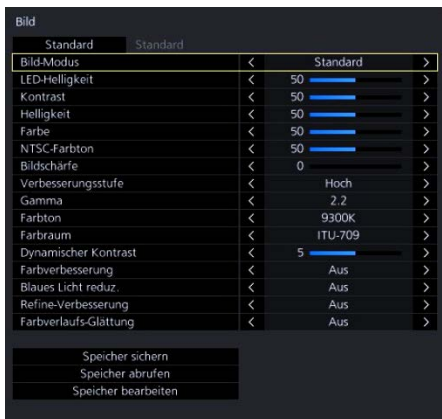 Bild
Standard Standard
Bild-Modus < Standard >
LED-Helligkeit < 50 >
Kontrast < 50 >
Helligkeit < 50 >
Farbe < 50 >
NTSC-Farbton < 50 >
Bildschärfe < 0 >
Verbesserungsstufe < Hoch >
Gamma < 2.2 >
Farbton < 9300K >
Farbraum < ITU-709 >
Dynamischer Kontrast < 5 >
Farbverbesserung < Aus >
Blaues Licht reduz. < Aus >
Refine-Verbesserung < Aus >
Farbverlaufs-Glättung < Aus >
Speicher sichern
Speicher abrufen
Speicher bearbeiten